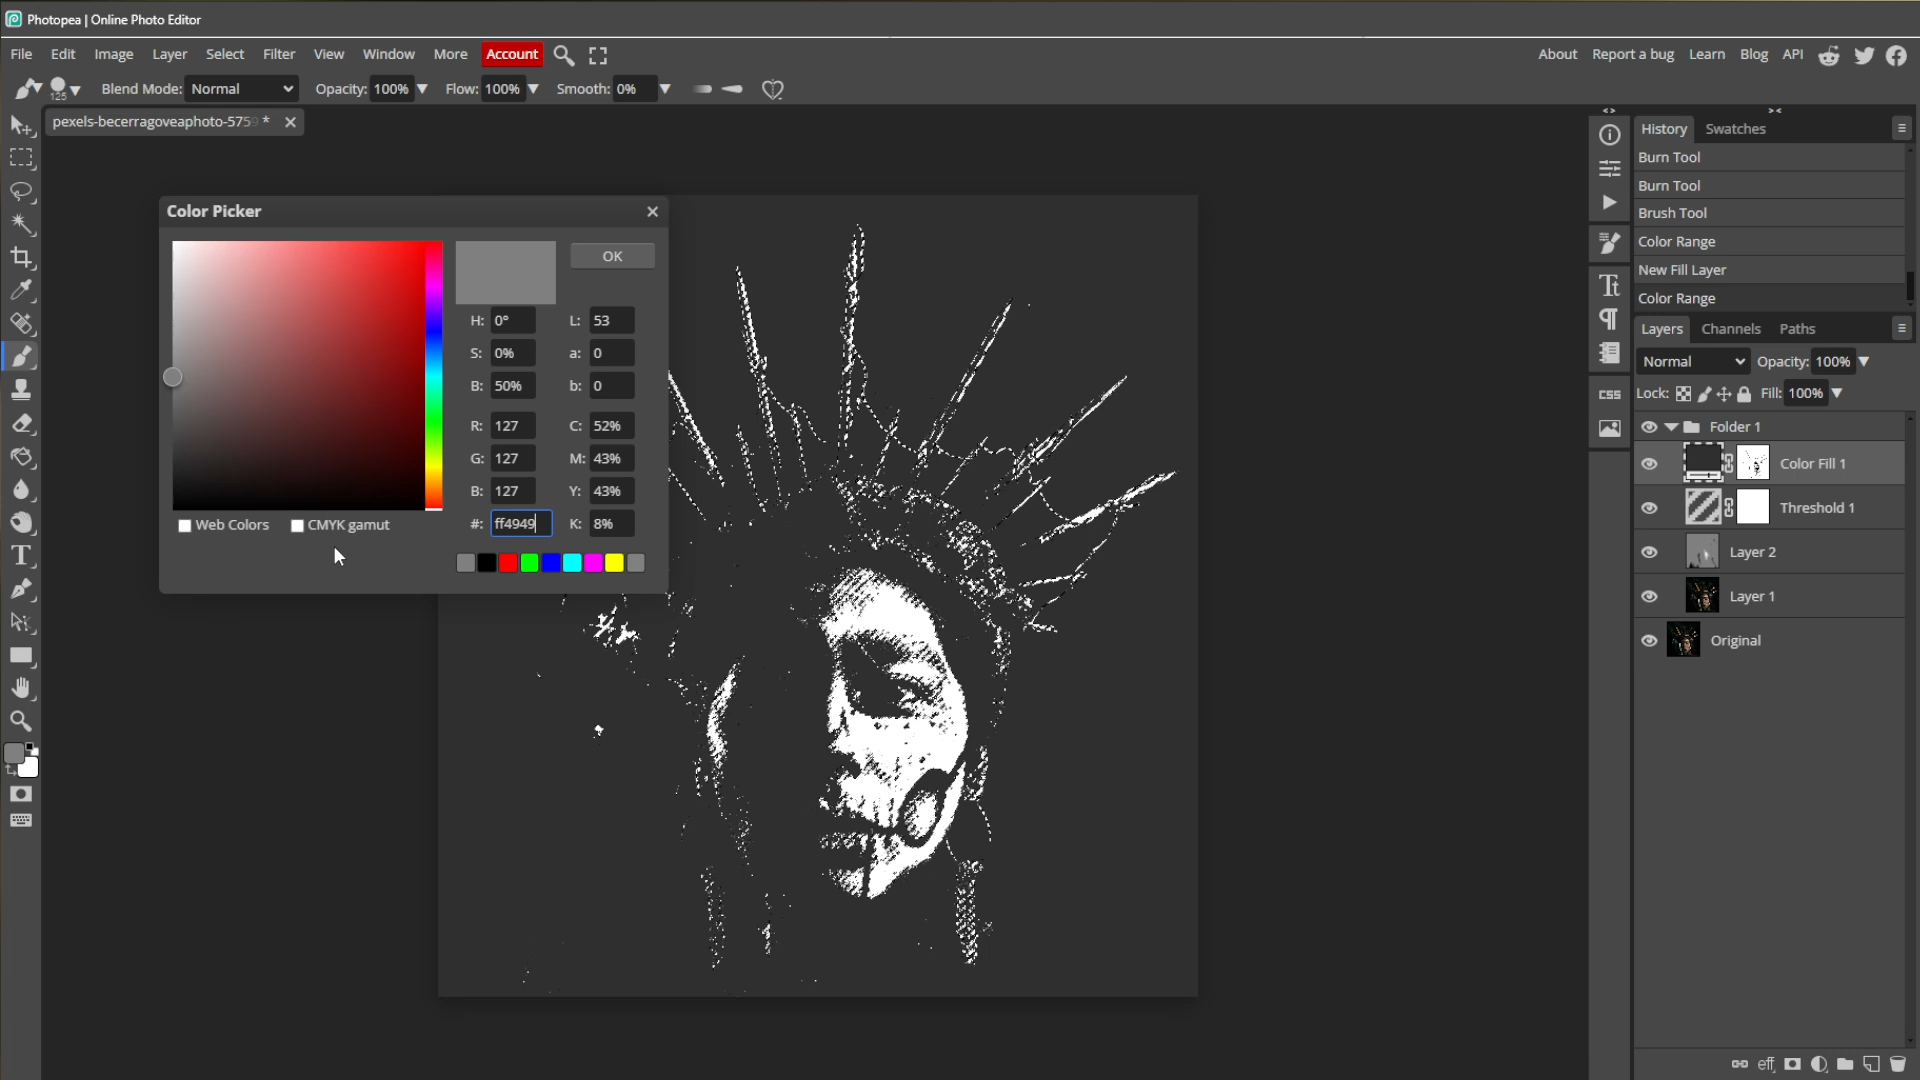 Photopea | Online Photo Editor
File Edit Image Layer Select Filter View Window More Account About Report a bug Learn Blog API
125 Blend Mode: Normal Opacity: 100% Flow: 100% Smooth: 0%
pexels-becerragoveaphoto-5759 *
Color Picker
OK
H: 0° L: 53
S: 0% a: 0
B: 50% b: 0
R: 127 C: 52%
G: 127 M: 43%
B: 127 Y: 43%
#: ff4949 K: 8%
Web Colors CMYK gamut
History Swatches
Burn Tool
Burn Tool
Brush Tool
Color Range
New Fill Layer
Color Range
Layers Channels Paths
Normal Opacity: 100%
Lock: Fill: 100%
Folder 1
Color Fill 1
Threshold 1
Layer 2
Layer 1
Original
CSS
eff